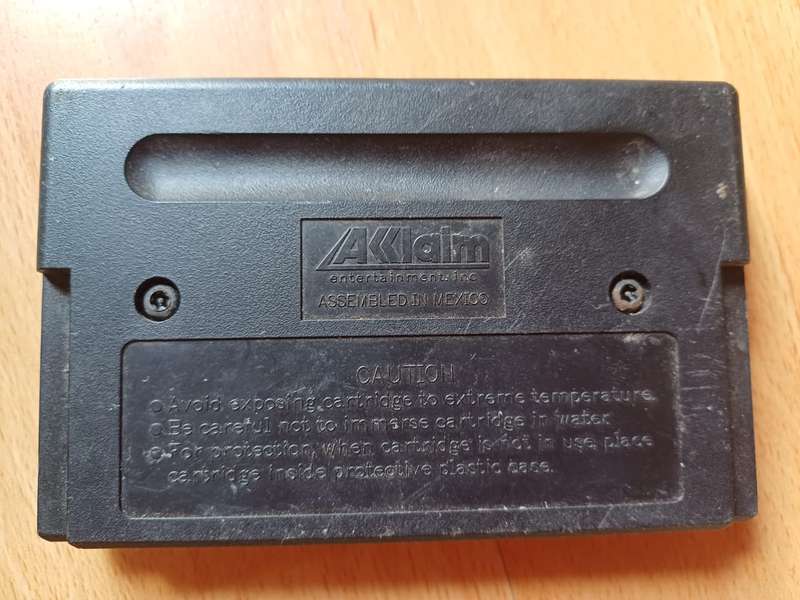 AKklaim
entertainment, inc
ASSEMBLED IN MEXICO
CAUTION
○ Avoid exposing cartridge to extreme temperature.
○ Be careful not to immerse cartridge in water.
○ For protection, when cartridge is not in use, place
cartridge inside protective plastic case.